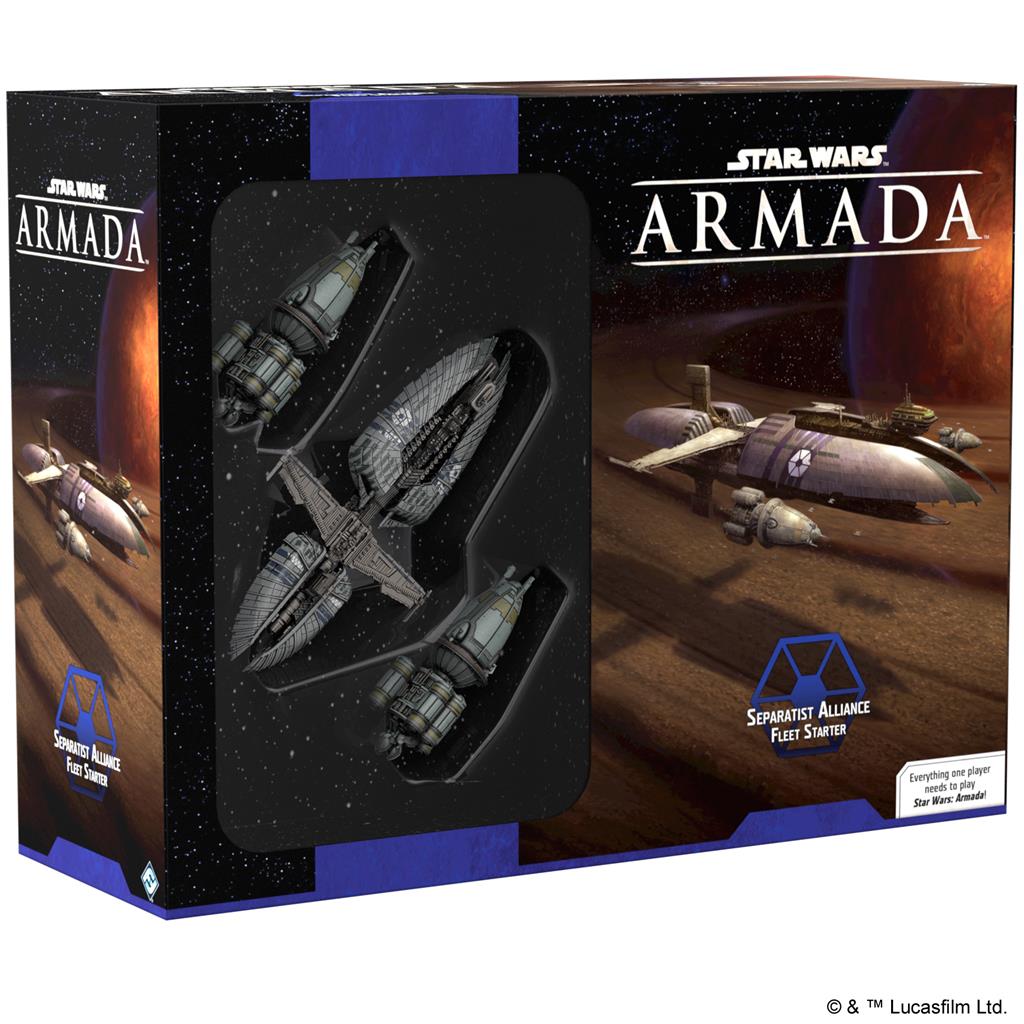 STAR WARS
ARMADA
SEPARATIST ALLIANCE
FLEET STARTER
STAR WARS
ARMADA
SEPARATIST ALLIANCE
FLEET STARTER
Everything one player
needs to play
Star Wars: Armada!
© & ™ Lucasfilm Ltd.